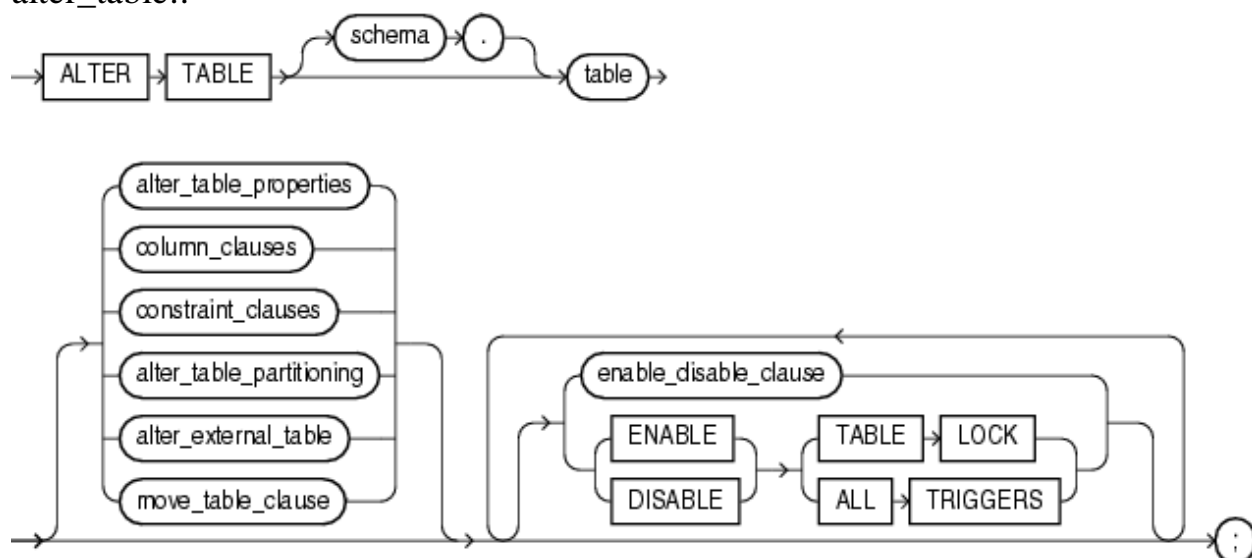 alter_table::
schema .
ALTER TABLE table
alter_table_properties
column_clauses
constraint_clauses
alter_table_partitioning
alter_external_table
move_table_clause
enable_disable_clause
ENABLE TABLE LOCK
DISABLE ALL TRIGGERS
;